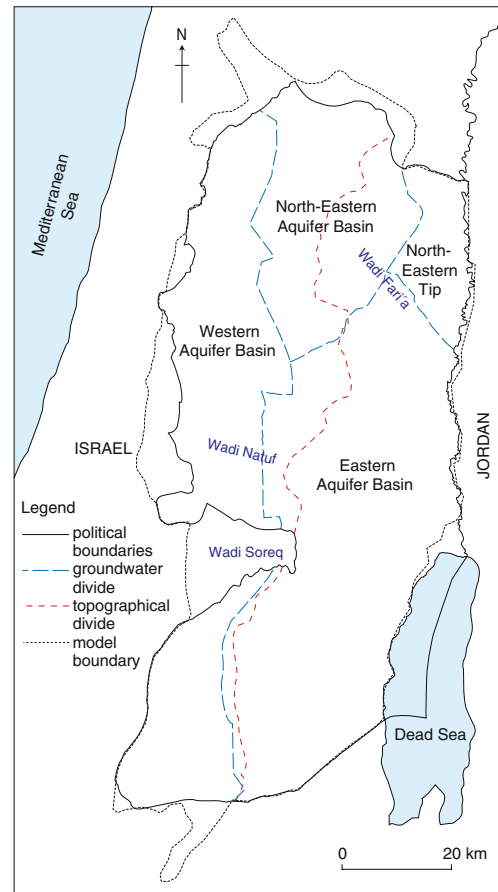 N
Mediterranean
Sea
North-Eastern
Aquifer Basin
North-
Eastern
Tip
Wadi Fari'a
Western
Aquifer Basin
ISRAEL
Wadi Natuf
Eastern
Aquifer Basin
JORDAN
Legend
political
boundaries
groundwater
divide
topographical
divide
model
boundary
Wadi Soreq
Dead Sea
0 20 km